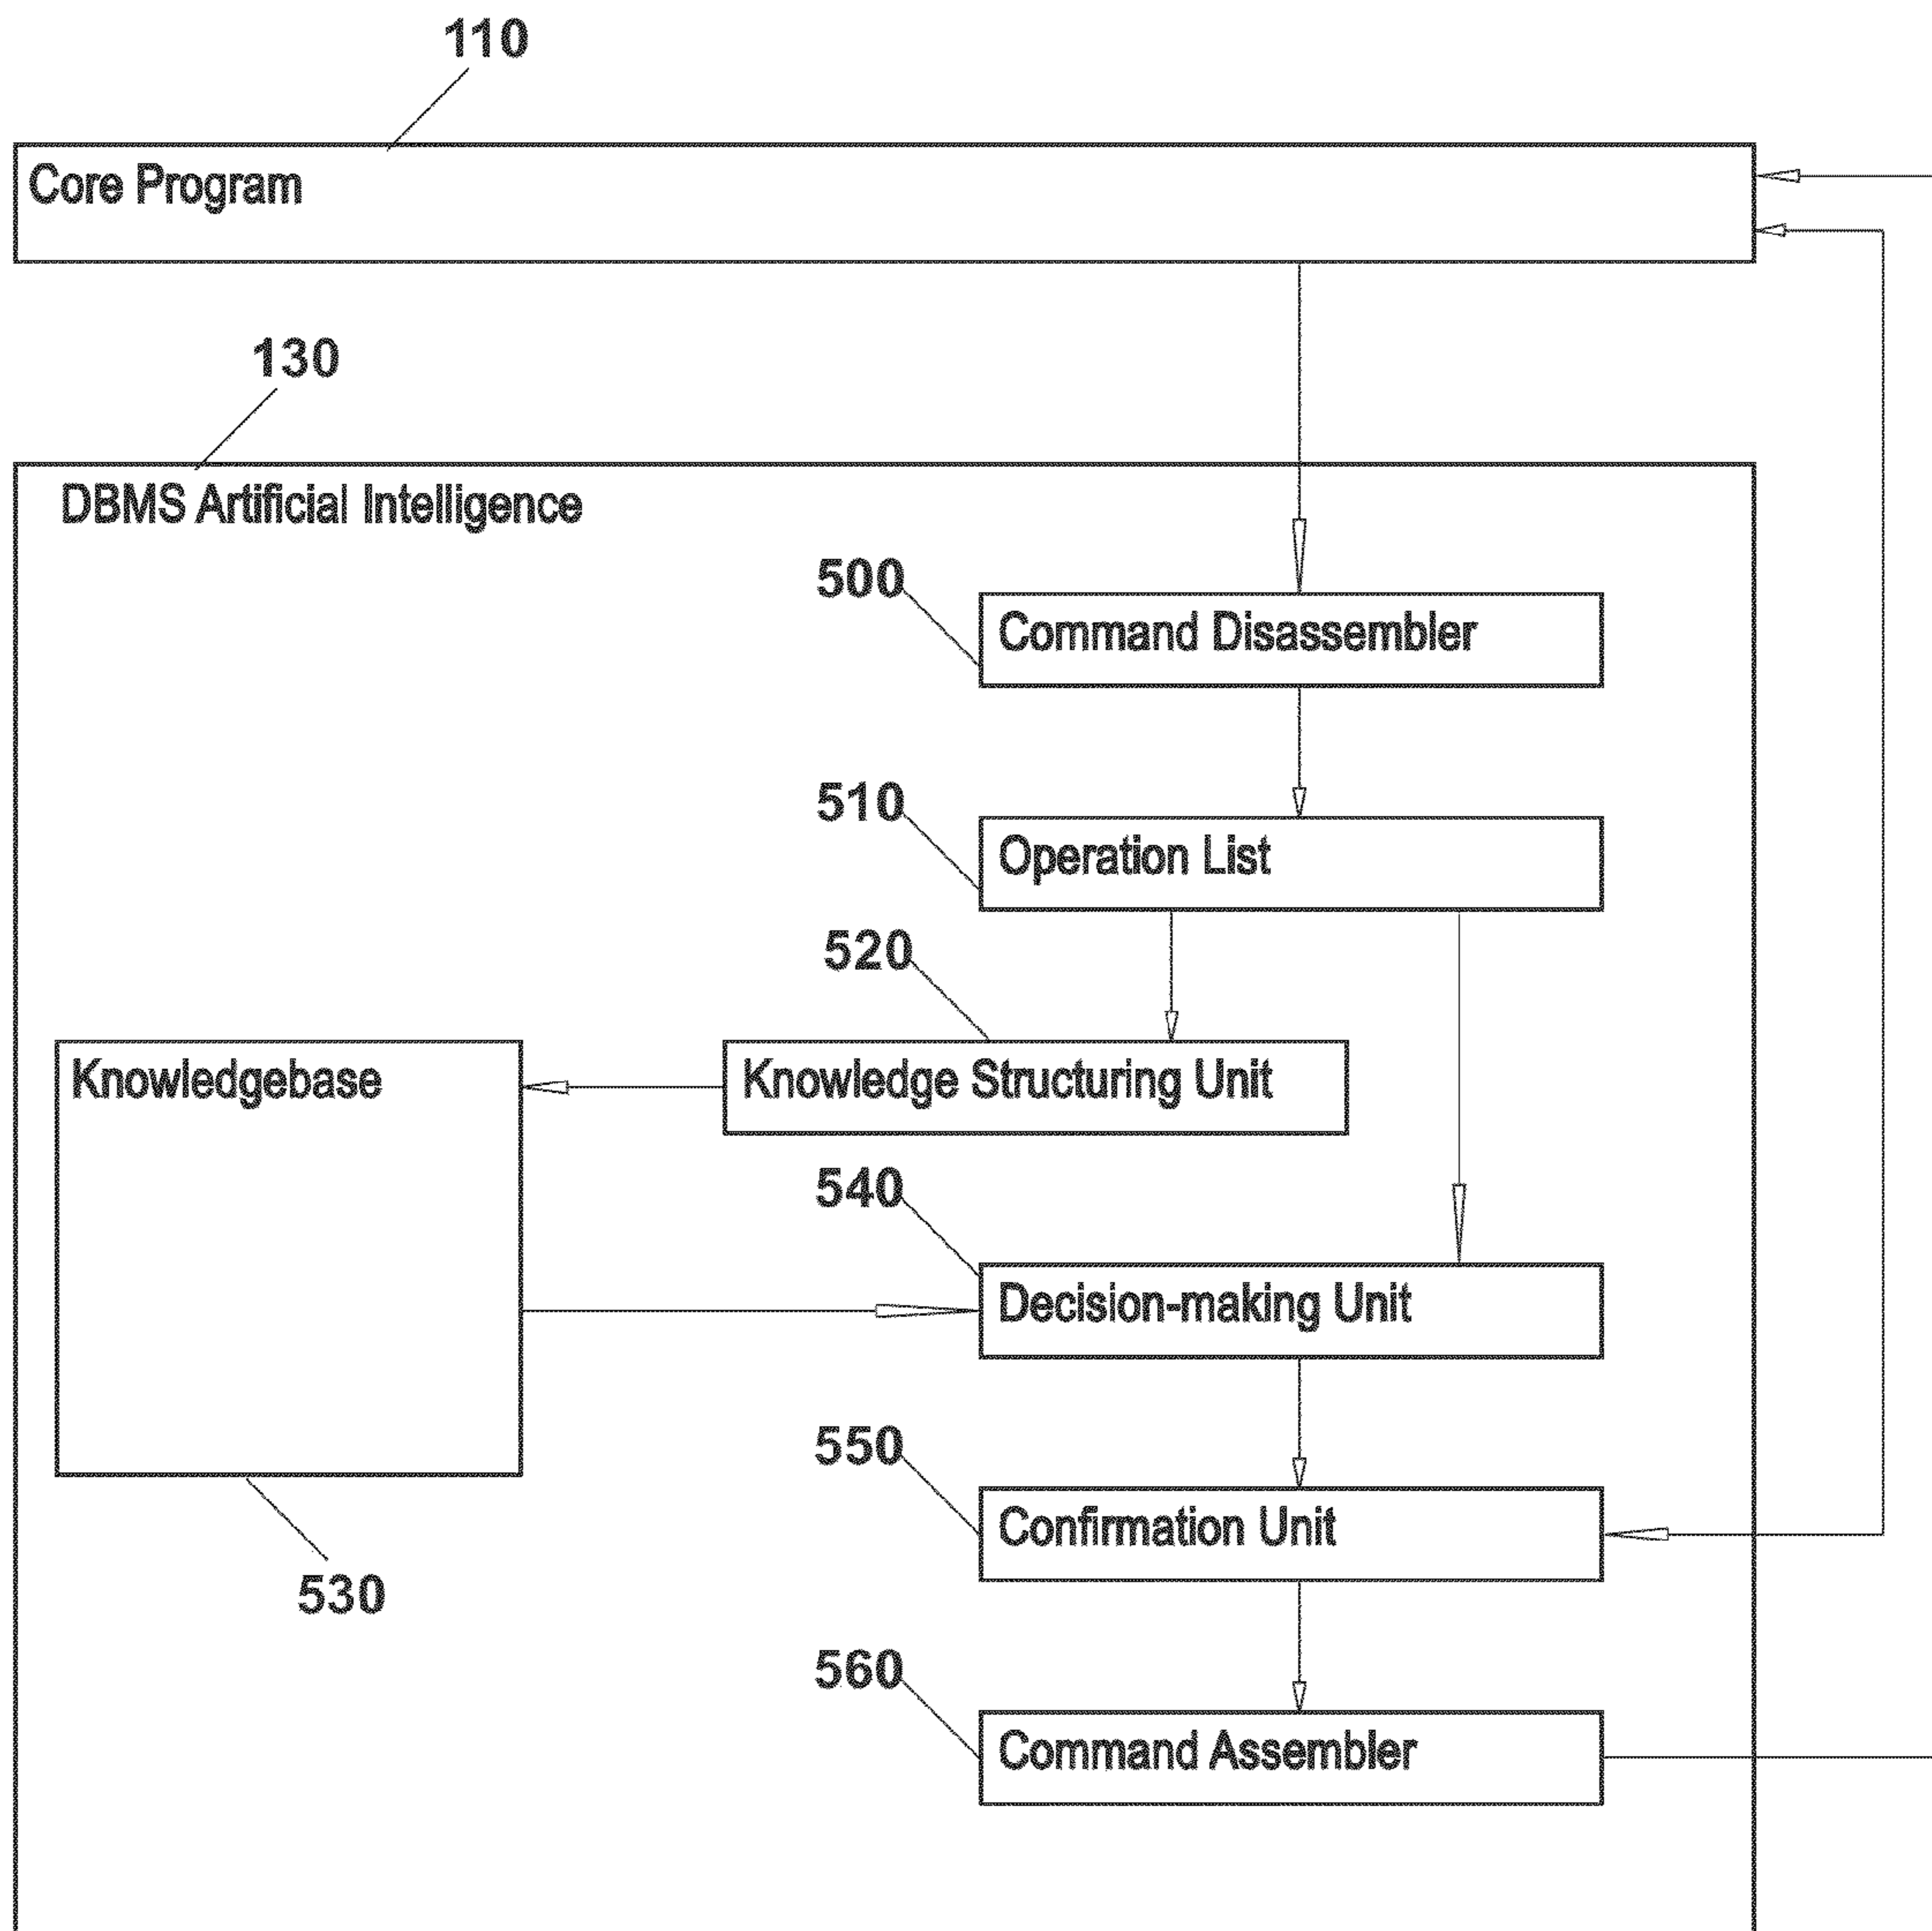 110
Core Program
130
DBMS Artificial Intelligence
500
Command Disassembler
510
Operation List
520
Knowledgebase
Knowledge Structuring Unit
540
Decision-making Unit
550
Confirmation Unit
530
560
Command Assembler